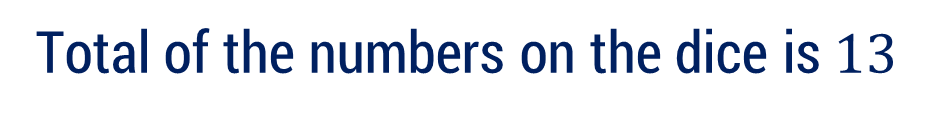 Total of the numbers on the dice is 13